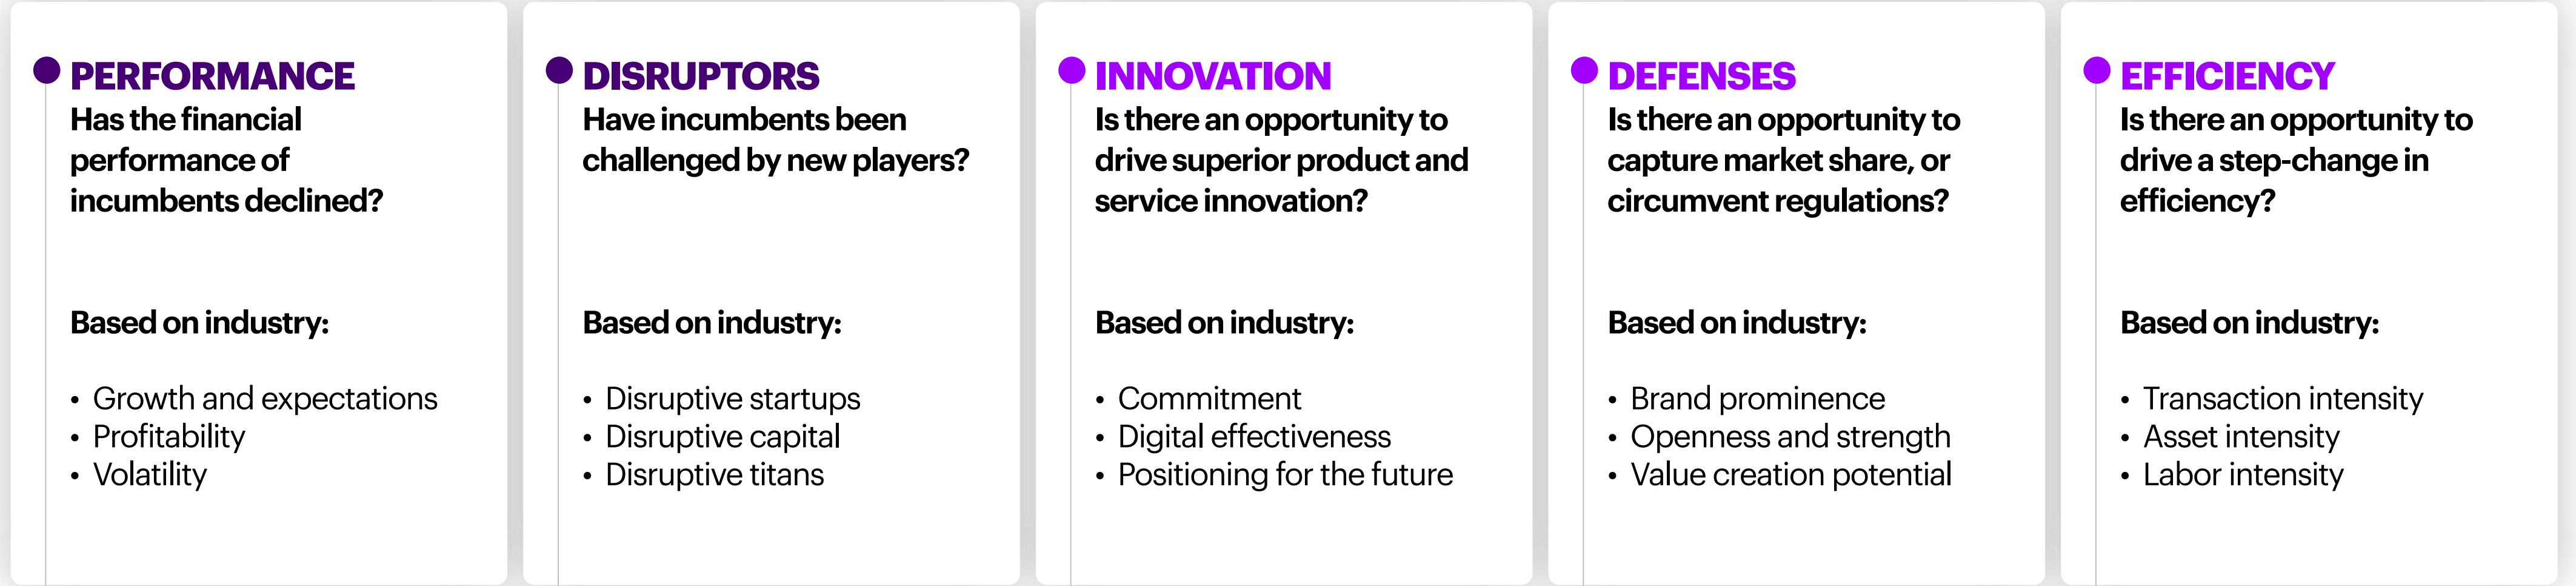 PERFORMANCE
Has the financial
performance of
incumbents declined?
Based on industry:
• Growth and expectations
• Profitability
• Volatility
DISRUPTORS
Have incumbents been
challenged by new players?
Based on industry:
• Disruptive startups
• Disruptive capital
• Disruptive titans
INNOVATION
Is there an opportunity to
drive superior product and
service innovation?
Based on industry:
• Commitment
• Digital effectiveness
• Positioning for the future
DEFENSES
Is there an opportunity to
capture market share, or
circumvent regulations?
Based on industry:
• Brand prominence
• Openness and strength
• Value creation potential
EFFICIENCY
Is there an opportunity to
drive a step-change in
efficiency?
Based on industry:
• Transaction intensity
• Asset intensity
• Labor intensity